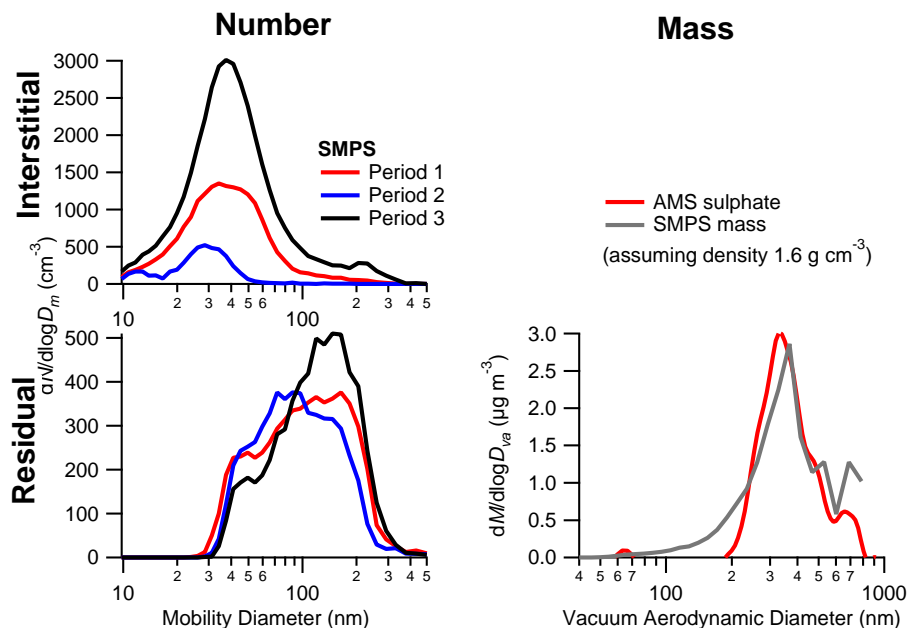 Number
Mass
Interstitial
3000
2500
2000
1500
1000
500
0
SMPS
Period 1
Period 2
Period 3
AMS sulphate
SMPS mass
(assuming density 1.6 g cm-3)
10 2 3 4 5 6 100 2 3 4 5
dN/dlogDm (cm-3)
Residual
500
400
300
200
100
0
10 2 3 4 5 6 100 2 3 4 5
Mobility Diameter (nm)
dM/dlogDva (µg m-3)
3.0
2.5
2.0
1.5
1.0
0.5
0.0
4 5 6 7 100 2 3 4 5 6 7 1000
Vacuum Aerodynamic Diameter (nm)